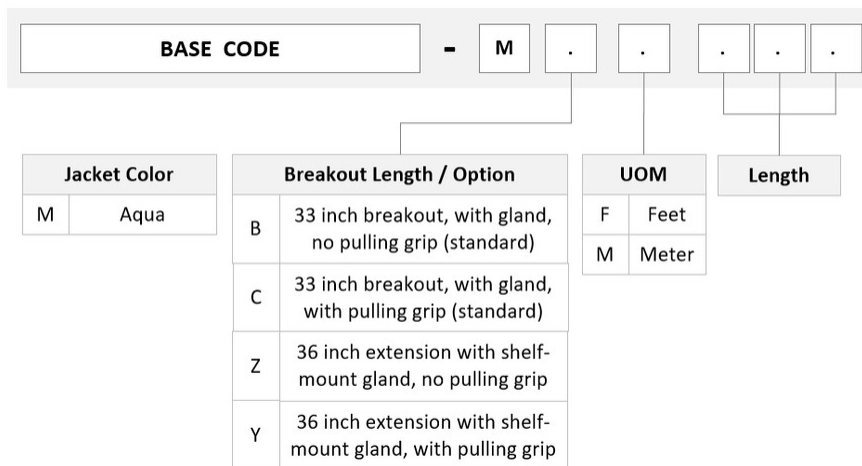 BASE CODE - M . . . . .
Jacket Color
M Aqua
Breakout Length / Option
B 33 inch breakout, with gland,
no pulling grip (standard)
C 33 inch breakout, with gland,
with pulling grip (standard)
Z 36 inch extension with shelf-
mount gland, no pulling grip
Y 36 inch extension with shelf-
mount gland, with pulling grip
UOM
F Feet
M Meter
Length